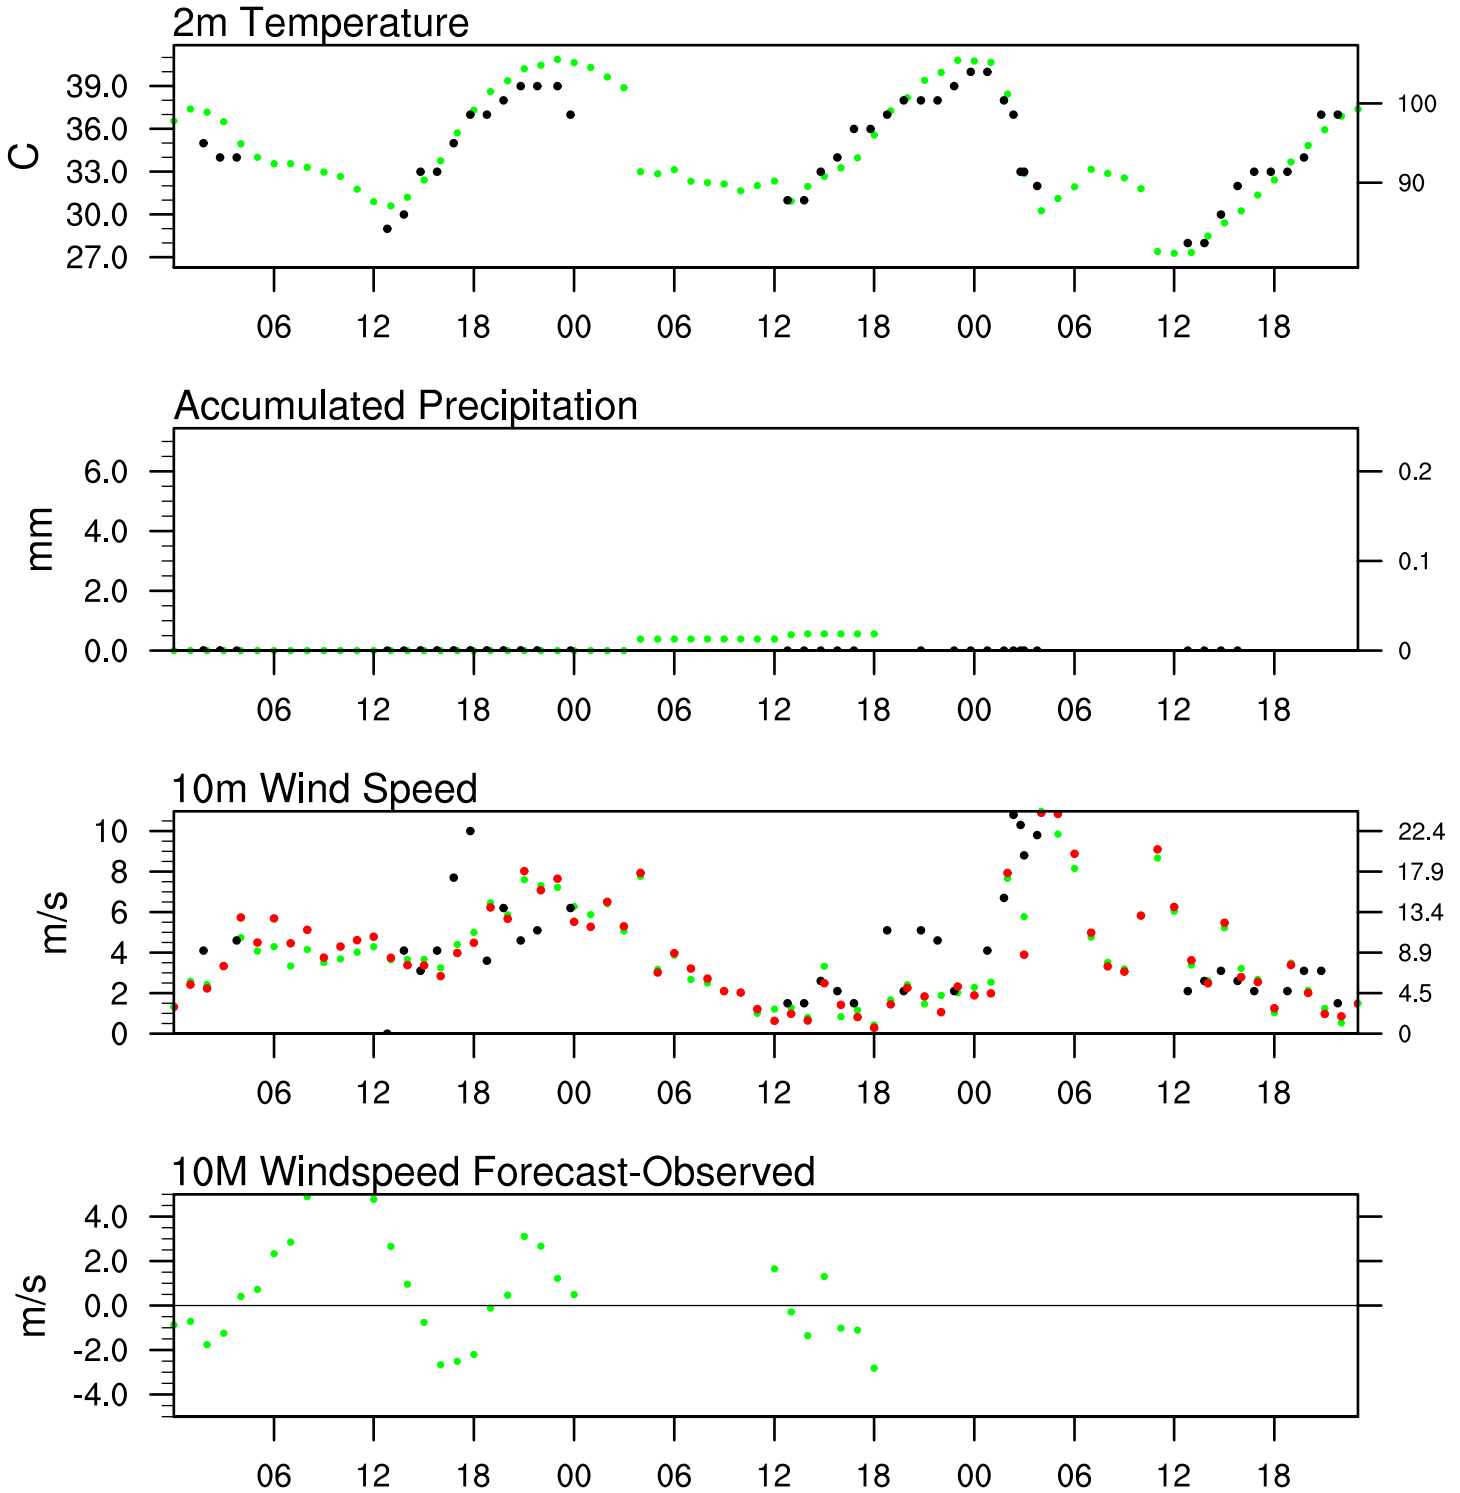 2m Temperature
39.0
36.0
33.0
30.0
27.0
C
100
90
06 12 18 00 06 12 18 00 06 12 18
Accumulated Precipitation
6.0
4.0
2.0
0.0
mm
0.2
0.1
0
06 12 18 00 06 12 18 00 06 12 18
10m Wind Speed
10
8
6
4
2
0
m/s
22.4
17.9
13.4
8.9
4.5
0
06 12 18 00 06 12 18 00 06 12 18
10M Windspeed Forecast-Observed
4.0
2.0
0.0
-2.0
-4.0
m/s
06 12 18 00 06 12 18 00 06 12 18